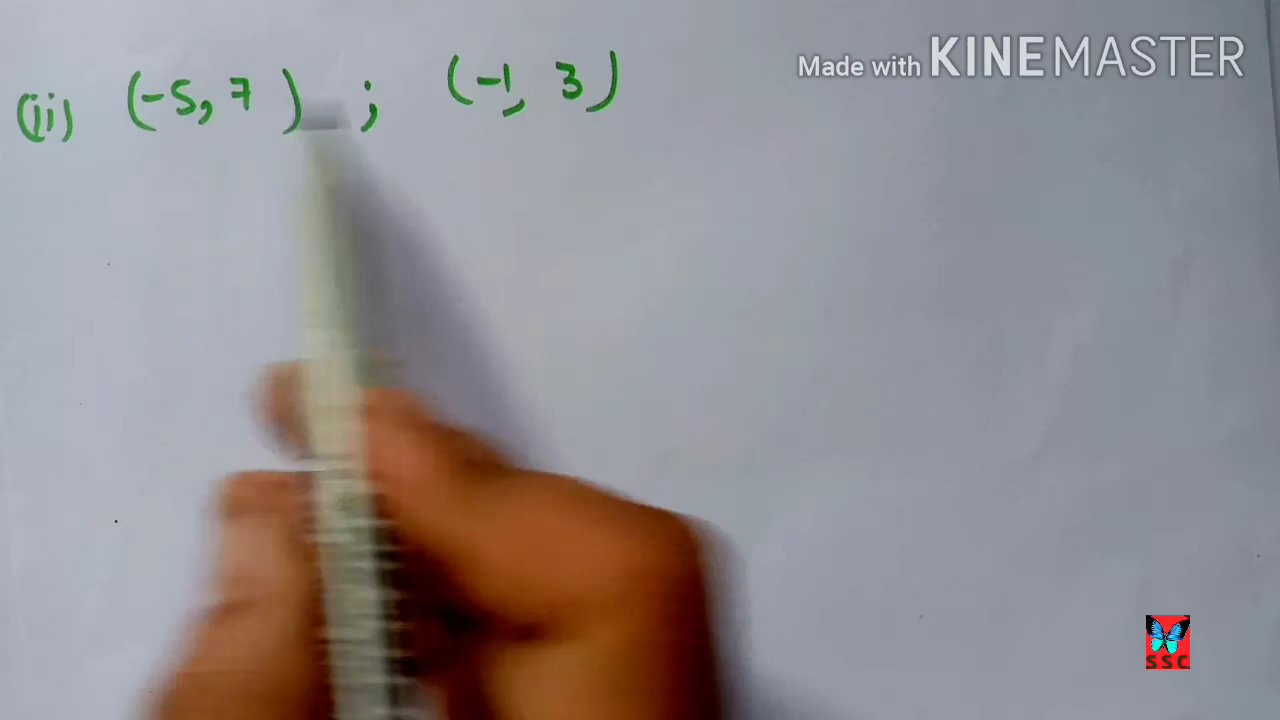 (ii) (-5, 7) ; (-1, 3)
Made with KINEMASTER
SSC